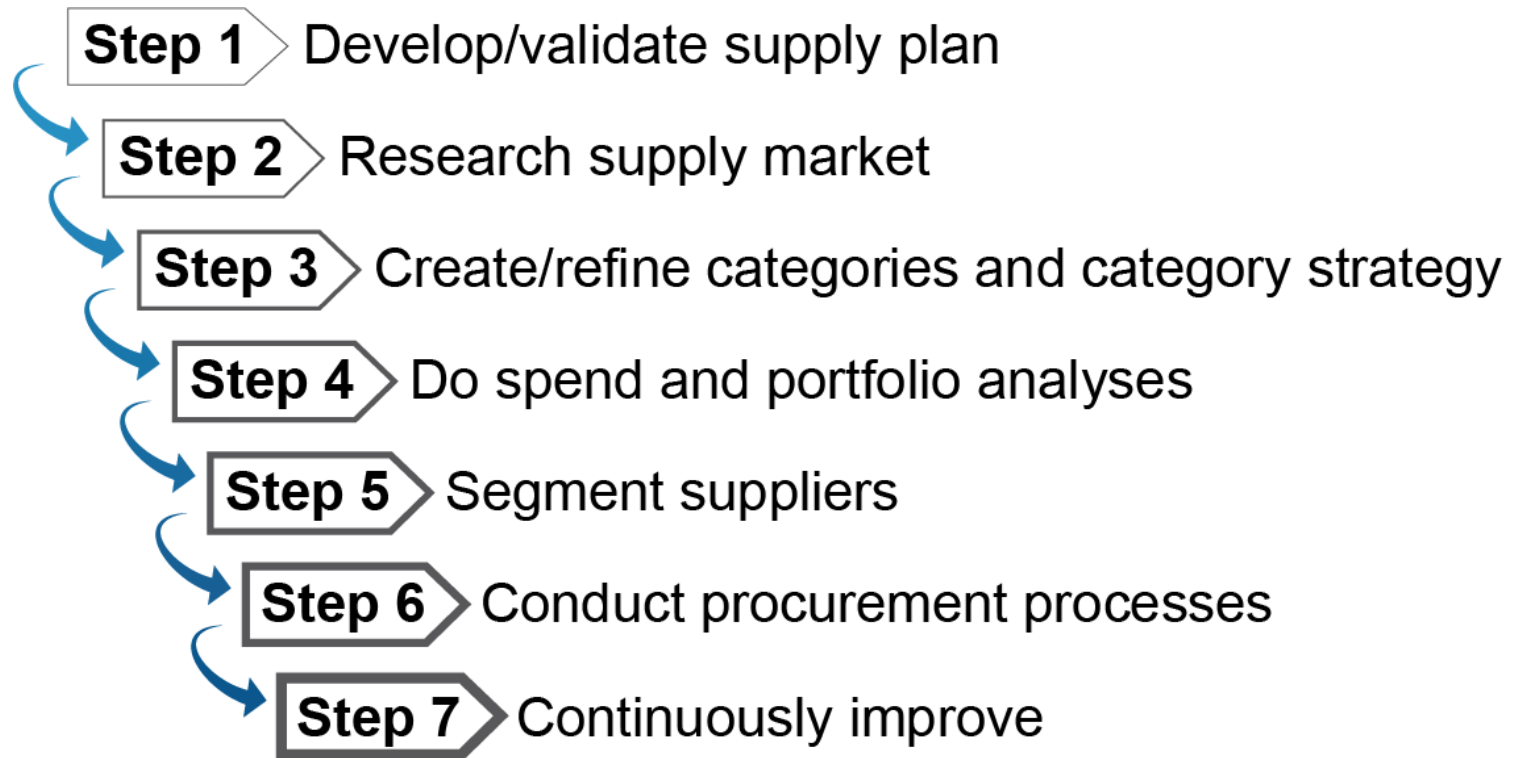 Step 1 Develop/validate supply plan
Step 2 Research supply market
Step 3 Create/refine categories and category strategy
Step 4 Do spend and portfolio analyses
Step 5 Segment suppliers
Step 6 Conduct procurement processes
Step 7 Continuously improve